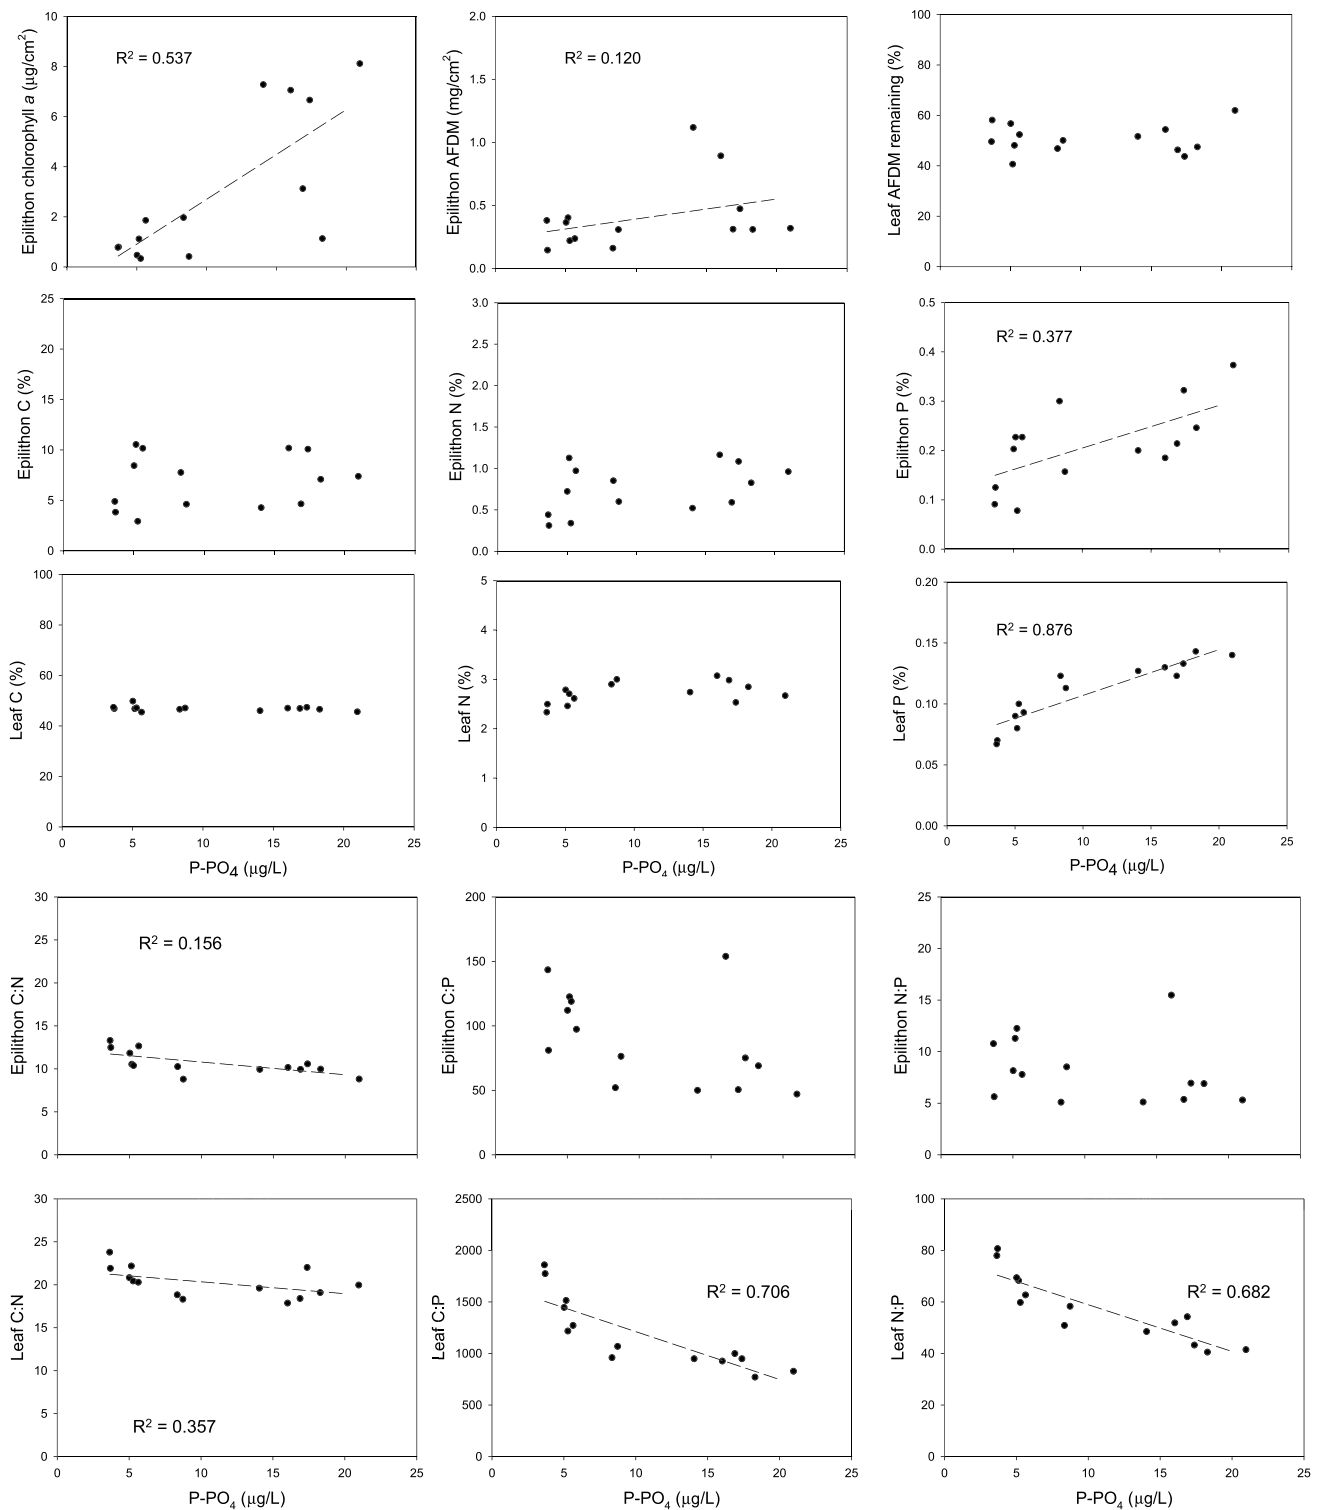 Epilithon chlorophyll a (µg/cm²)
10
8
6
4
2
0
R² = 0.537
Epilithon AFDM (mg/cm²)
2.0
1.5
1.0
0.5
0.0
R² = 0.120
Leaf AFDM remaining (%)
100
80
60
40
20
0
Epilithon C (%)
25
20
15
10
5
0
Epilithon N (%)
3.0
2.5
2.0
1.5
1.0
0.5
0.0
Epilithon P (%)
0.5
0.4
0.3
0.2
0.1
0.0
R² = 0.377
Leaf C (%)
100
80
60
40
20
0
0 5 10 15 20 25
P-PO4 (µg/L)
Leaf N (%)
5
4
3
2
1
0
0 5 10 15 20 25
P-PO₄ (µg/L)
Leaf P (%)
0.20
0.15
0.10
0.05
0.00
R² = 0.876
0 5 10 15 20 25
P-PO₄ (µg/L)
Epilithon C:N
30
25
20
15
10
5
0
R² = 0.156
Epilithon C:P
200
150
100
50
0
Epilithon N:P
25
20
15
10
5
0
Leaf C:N
30
25
20
15
10
5
0
R² = 0.357
0 5 10 15 20 25
P-PO₄ (µg/L)
Leaf C:P
2500
2000
1500
1000
500
0
R² = 0.706
0 5 10 15 20 25
P-PO₄ (µg/L)
Leaf N:P
100
80
60
40
20
0
R² = 0.682
0 5 10 15 20 25
P-PO₄ (µg/L)